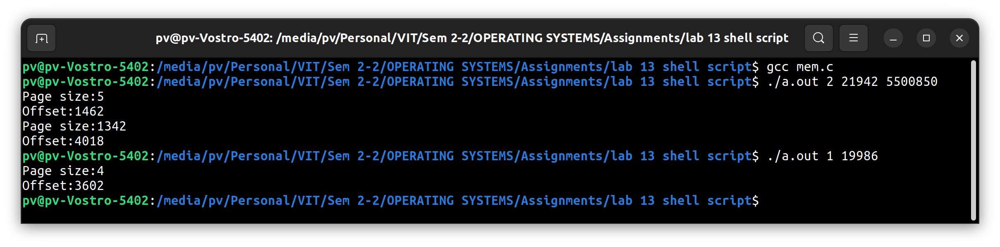 pv@pv-Vostro-5402: /media/pv/Personal/VIT/Sem 2-2/OPERATING SYSTEMS/Assignments/lab 13 shell script
pv@pv-Vostro-5402:/media/pv/Personal/VIT/Sem 2-2/OPERATING SYSTEMS/Assignments/lab 13 shell script$ gcc mem.c
pv@pv-Vostro-5402:/media/pv/Personal/VIT/Sem 2-2/OPERATING SYSTEMS/Assignments/lab 13 shell script$ ./a.out 2 21942 5500850
Page size:5
Offset:1462
Page size:1342
Offset:4018
pv@pv-Vostro-5402:/media/pv/Personal/VIT/Sem 2-2/OPERATING SYSTEMS/Assignments/lab 13 shell script$ ./a.out 1 19986
Page size:4
Offset:3602
pv@pv-Vostro-5402:/media/pv/Personal/VIT/Sem 2-2/OPERATING SYSTEMS/Assignments/lab 13 shell script$